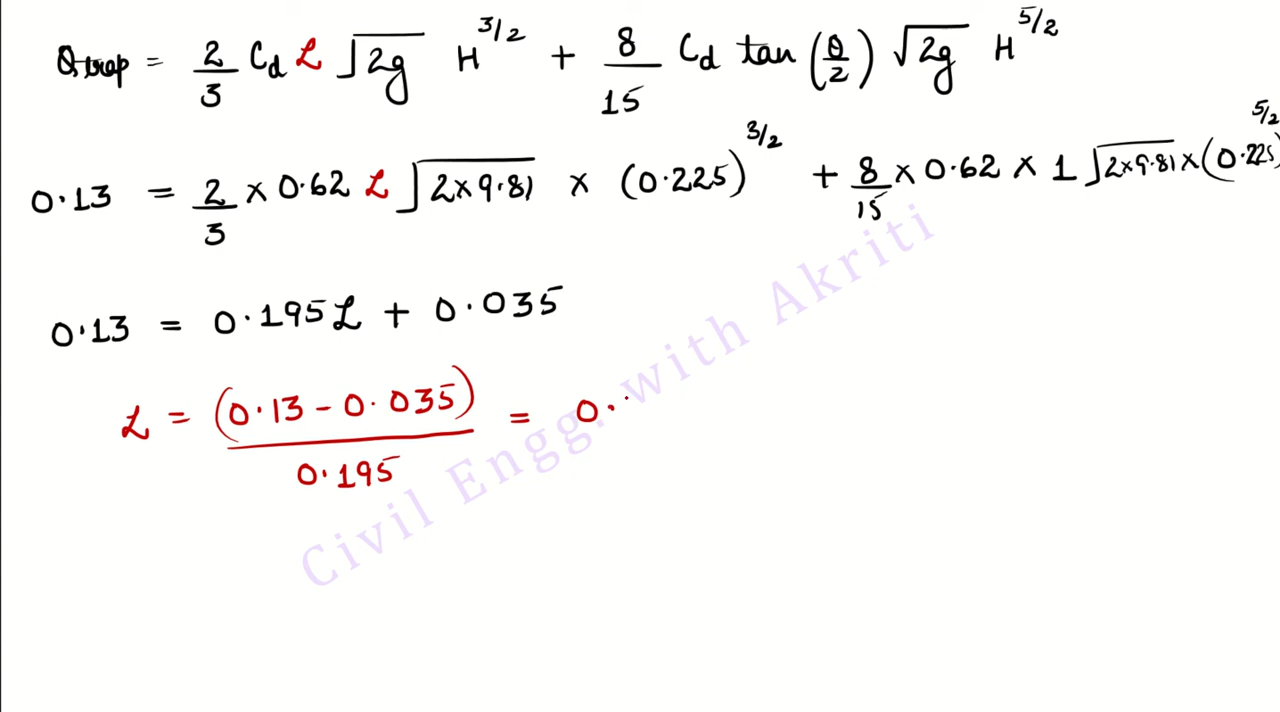 Qtrap = 2/3 Cd L √2g H^3/2 + 8/15 Cd tan (θ/2) √2g H^5/2
0.13 = 2/3 × 0.62 L √2×9.81 × (0.225)^3/2 + 8/15 × 0.62 × 1 √2×9.81 × (0.225)^5/2
0.13 = 0.195L + 0.035
L = (0.13 - 0.035)/0.195 = 0.
Civil Engg. with Akriti